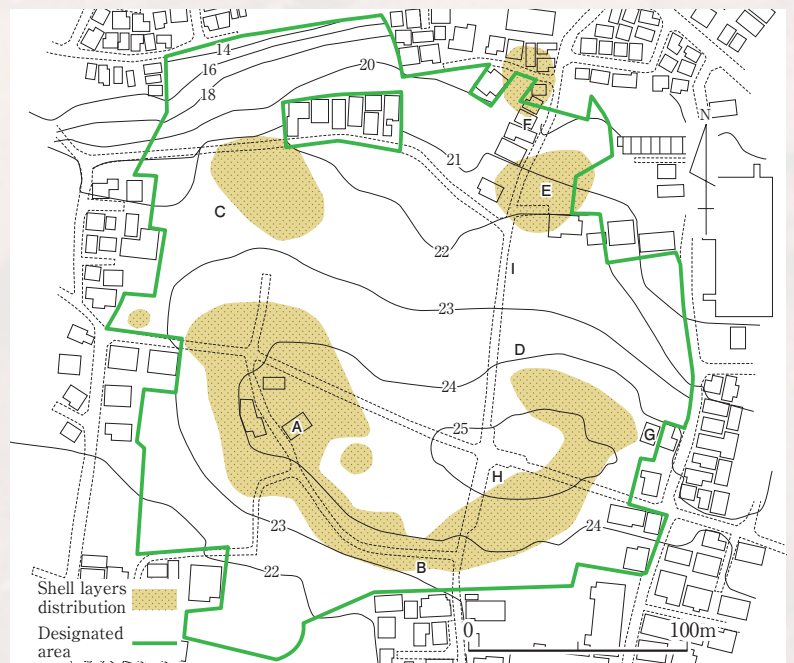 14
16
20
18
N
F
21
E
C
22
I
23
D
24
25
A
G
H
23
24
B
22
Shell layers
distribution
Designated
area
0
100m